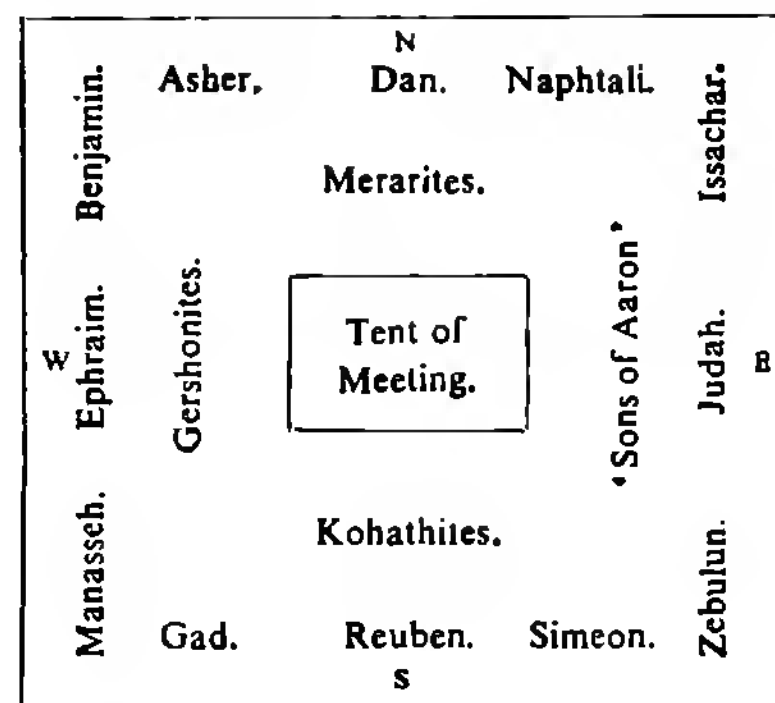 N
Asher.
Dan.
Naphtali.
Benjamin.
Issachar.
Merarites.
Gershonites.
'Sons of Aaron'
Ephraim.
W
Tent of
Meeting.
Judah.
E
Kohathites.
Manasseh.
Zebulun.
Gad.
Reuben.
Simeon.
S